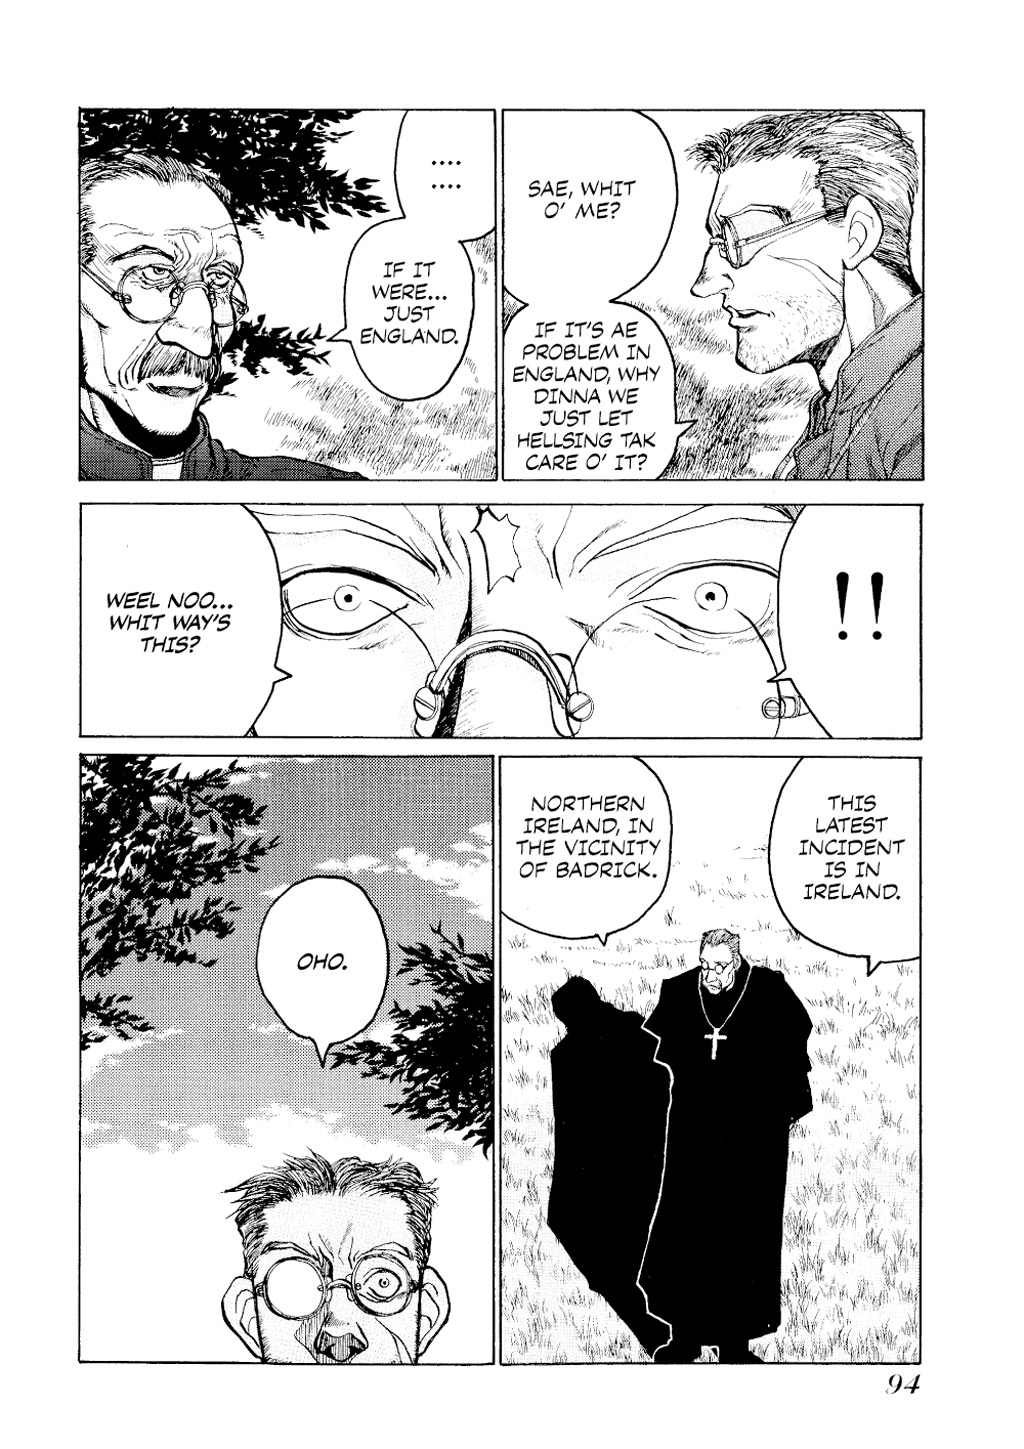 SAE, WHIT
O' ME?
IF IT'S AE
PROBLEM IN
ENGLAND, WHY
DINNA WE
JUST LET
HELLSING TAK
CARE O' IT?
....
....
IF IT
WERE...
JUST
ENGLAND.
!!
WEEL NOO...
WHIT WAY'S
THIS?
THIS
LATEST
INCIDENT
IS IN
IRELAND.
NORTHERN
IRELAND, IN
THE VICINITY
OF BADRICK.
OHO.
94